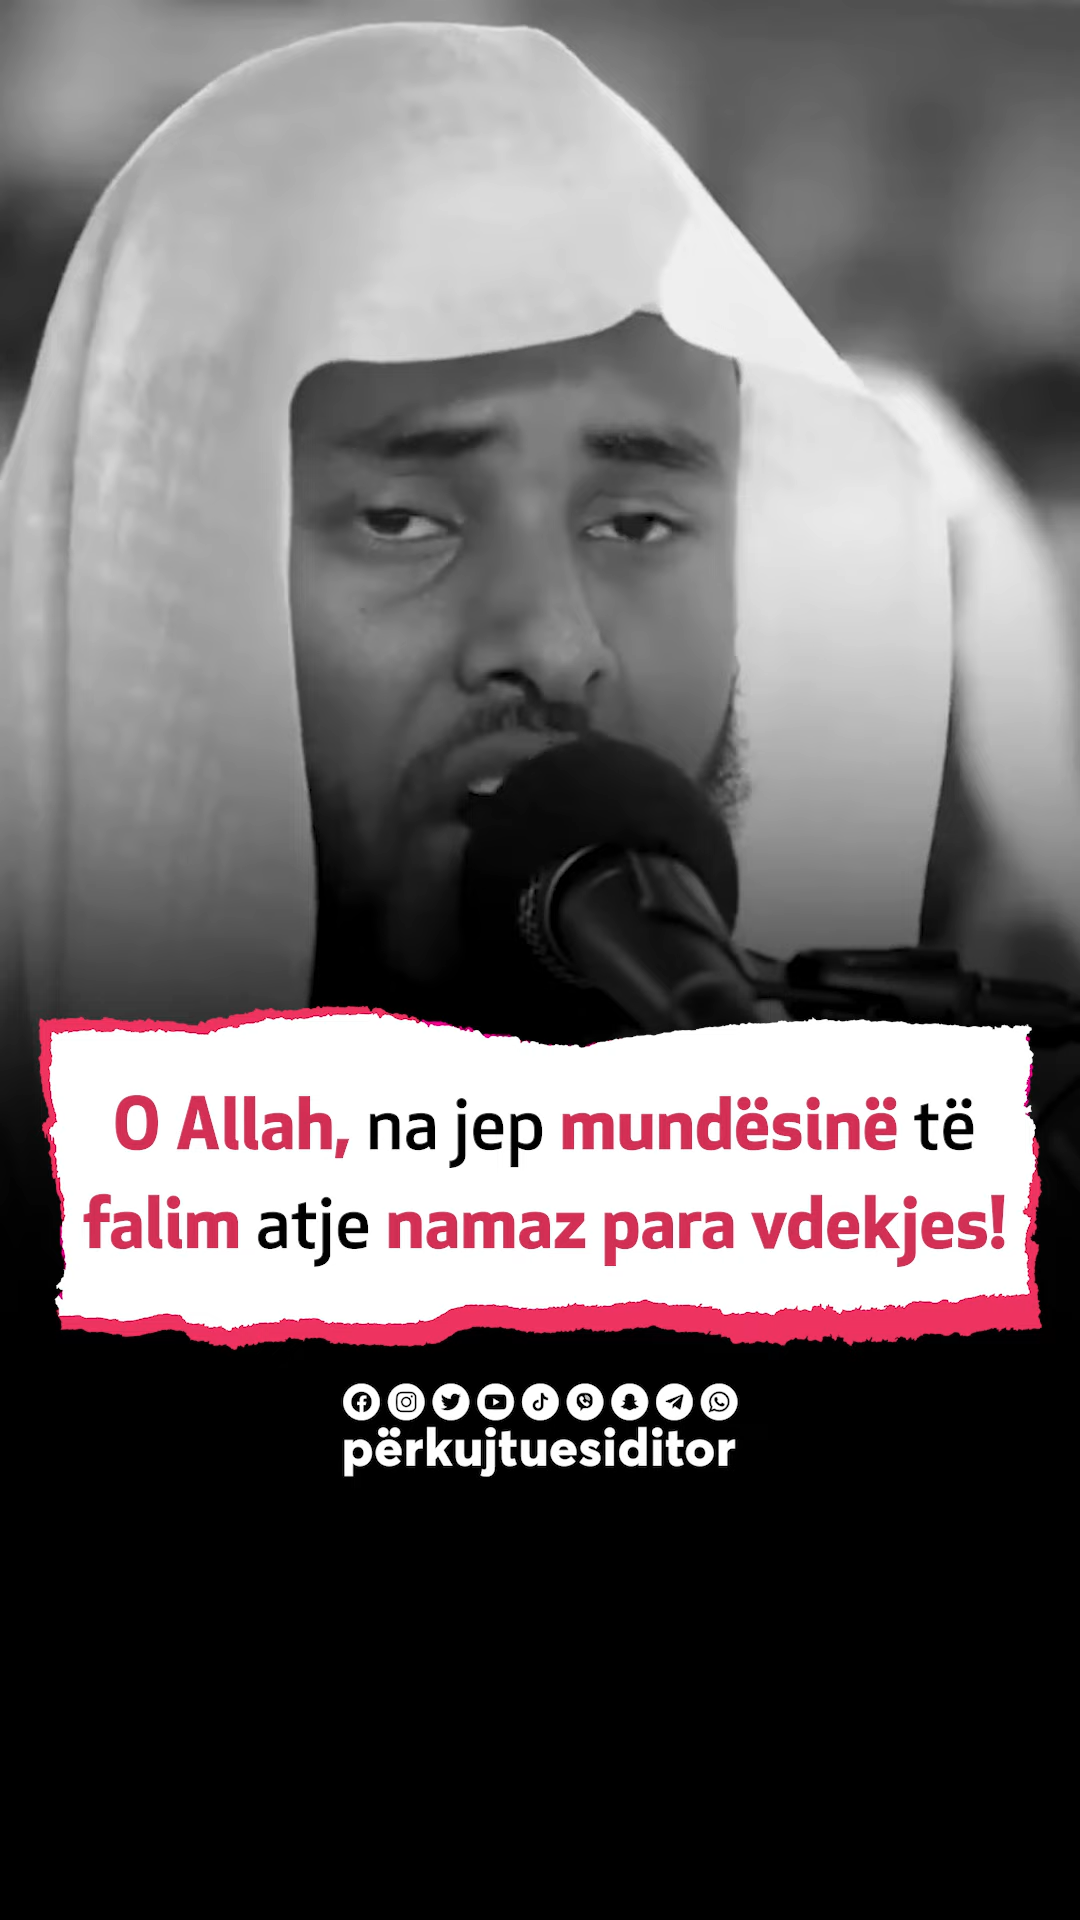 O Allah, na jep mundësinë të
falim atje namaz para vdekjes!
përkujtuesiditor